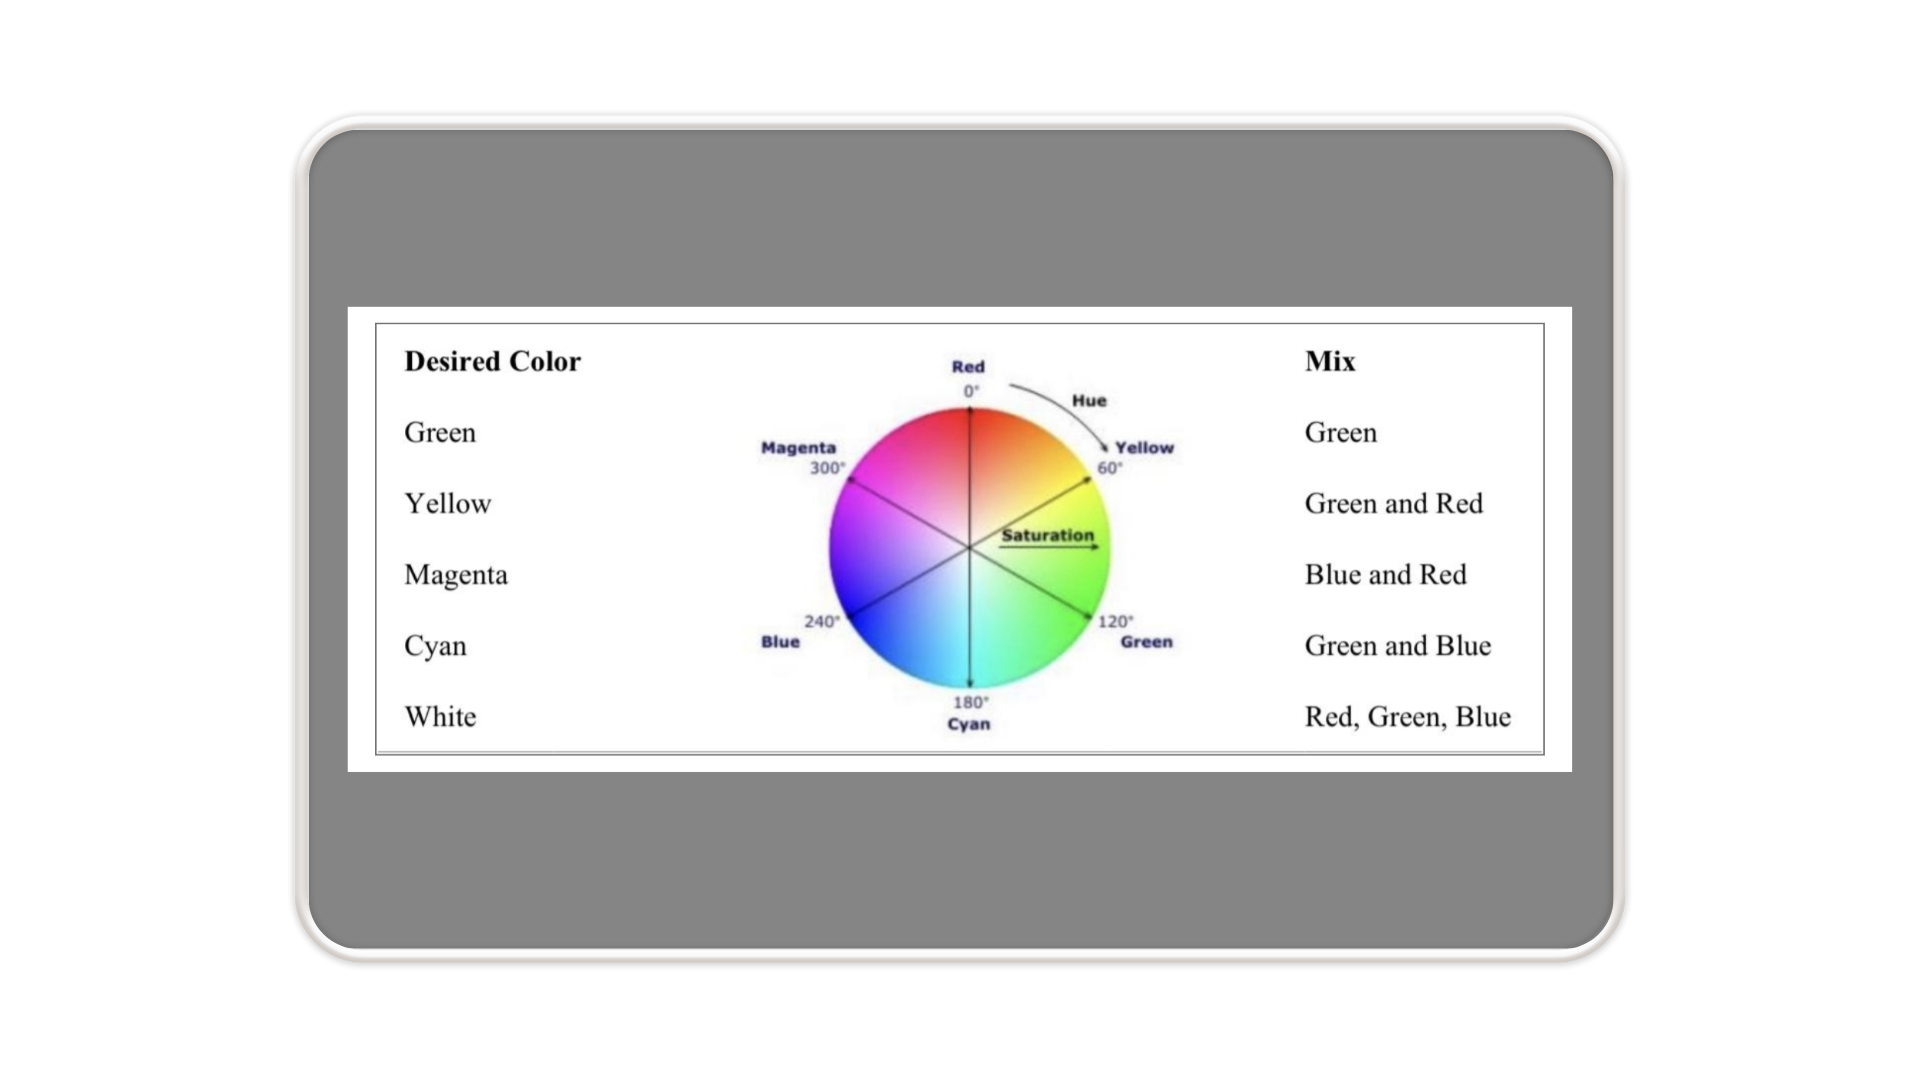 Desired Color
Mix
Red
0°
Hue
Green
Green
Magenta
300°
Yellow
60°
Yellow
Green and Red
Saturation
Magenta
Blue and Red
240°
Blue
120°
Green
Cyan
Green and Blue
180°
Cyan
White
Red, Green, Blue